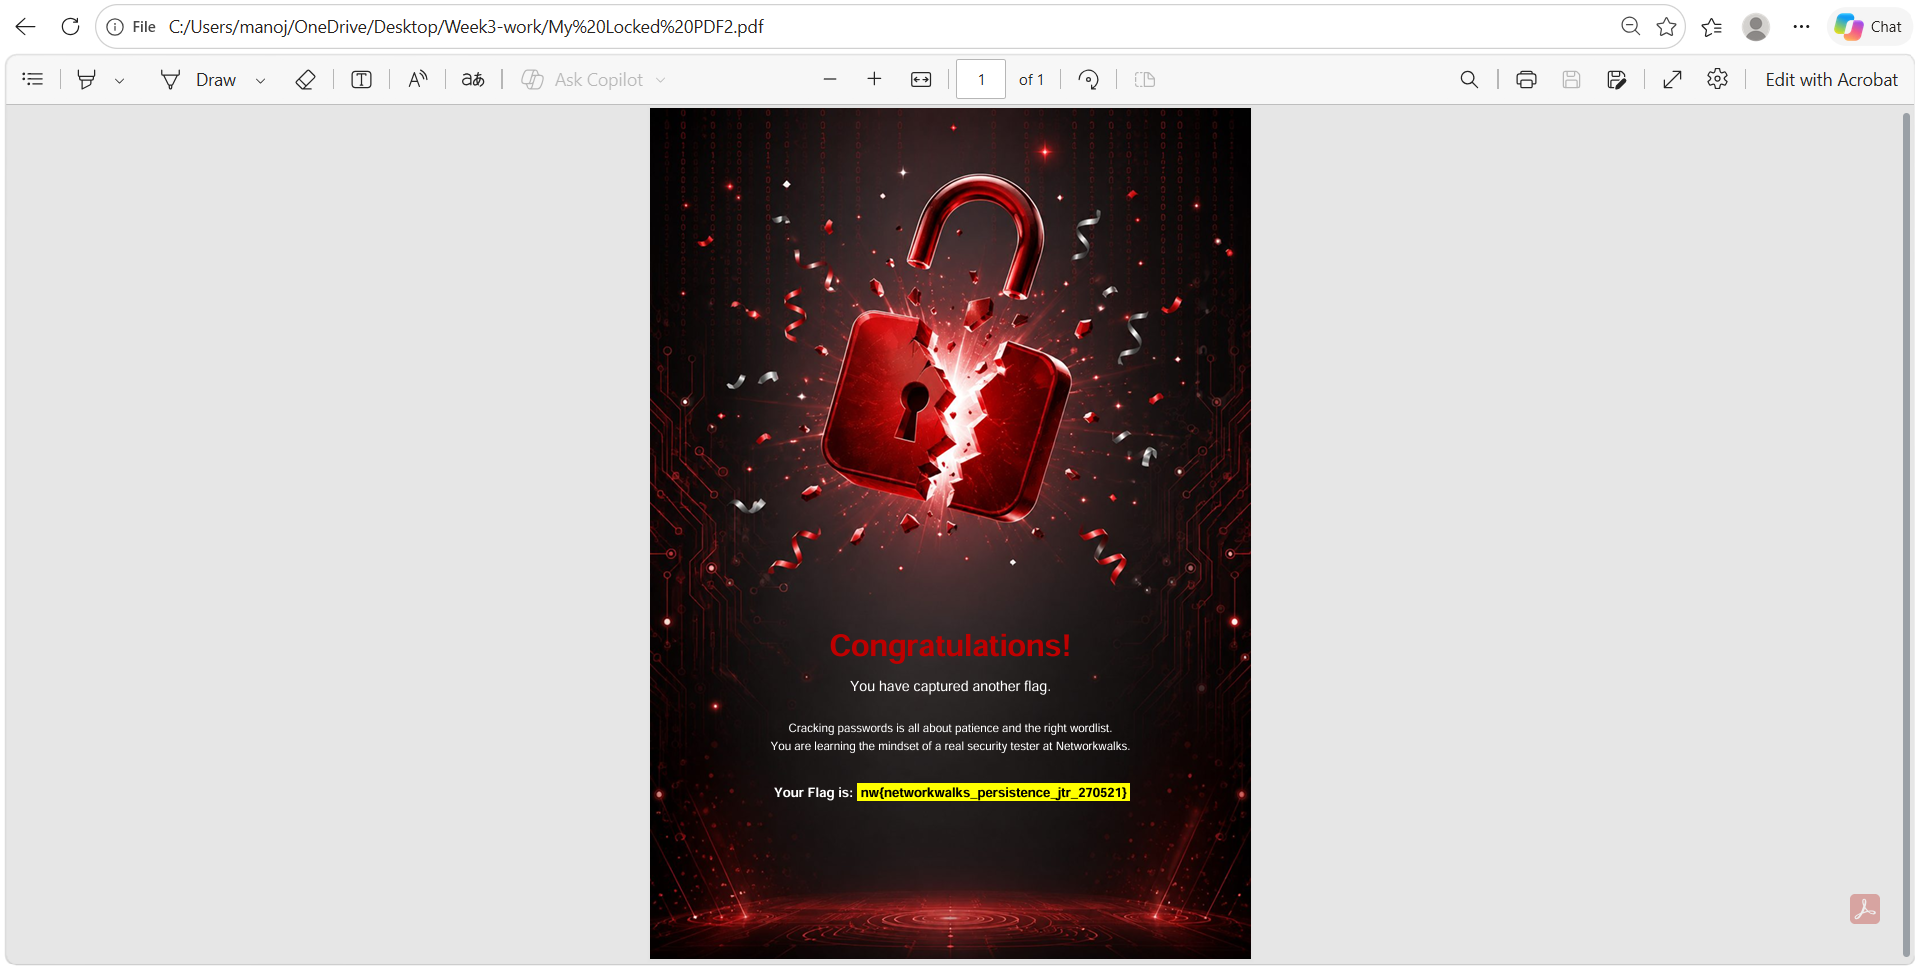 File C:/Users/manoj/OneDrive/Desktop/Week3-work/My%20Locked%20PDF2.pdf
Chat
Draw
Ask Copilot
1 of 1
Edit with Acrobat
Congratulations!
You have captured another flag.
Cracking passwords is all about patience and the right wordlist.
You are learning the mindset of a real security tester at Networkwalks.
Your Flag is: nw{networkwalks_persistence_jtr_270521}